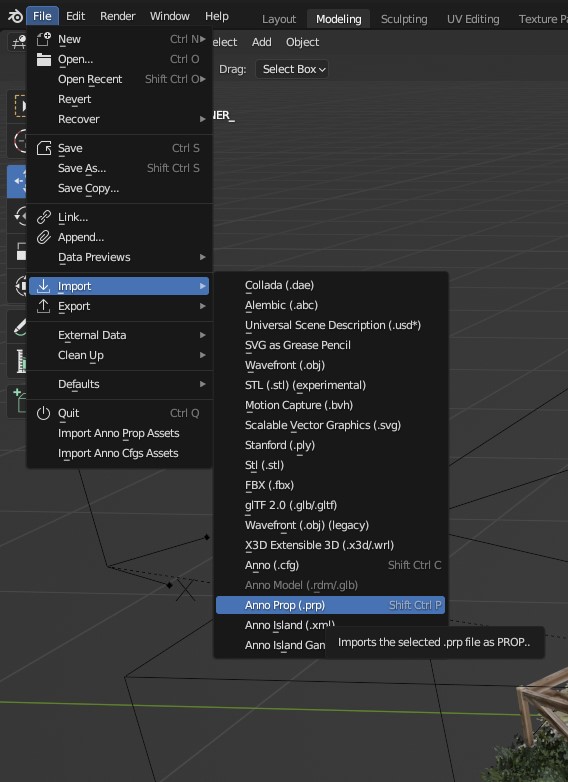 File Edit Render Window Help Layout Modeling Sculpting UV Editing Texture Pa
New Ctrl N
elect Add Object
Open... Ctrl O
Open Recent Shift Ctrl O
Drag: Select Box
Revert
Recover
NER_
Save Ctrl S
Save As... Shift Ctrl S
Save Copy...
Link...
Append...
Data Previews
Import
Export
External Data
Clean Up
Defaults
Quit Ctrl Q
Import Anno Prop Assets
Import Anno Cfgs Assets
Collada (.dae)
Alembic (.abc)
Universal Scene Description (.usd*)
SVG as Grease Pencil
Wavefront (.obj)
STL (.stl) (experimental)
Motion Capture (.bvh)
Scalable Vector Graphics (.svg)
Stanford (.ply)
Stl (.stl)
FBX (.fbx)
glTF 2.0 (.glb/.gltf)
Wavefront (.obj) (legacy)
X3D Extensible 3D (.x3d/.wrl)
Anno (.cfg) Shift Ctrl C
Anno Model (.rdm/.glb)
Anno Prop (.prp) Shift Ctrl P
Anno Island (.xml)
Anno Island Gan
Imports the selected .prp file as PROP..